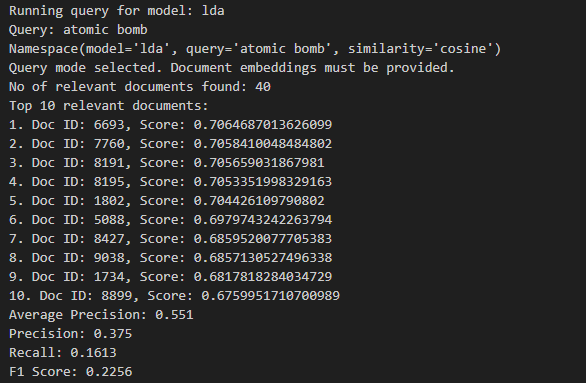 Running query for model: lda
Query: atomic bomb
Namespace(model='lda', query='atomic bomb', similarity='cosine')
Query mode selected. Document embeddings must be provided.
No of relevant documents found: 40
Top 10 relevant documents:
1. Doc ID: 6693, Score: 0.7064687013626099
2. Doc ID: 7760, Score: 0.7058410048484802
3. Doc ID: 8191, Score: 0.705659031867981
4. Doc ID: 8195, Score: 0.7053351998329163
5. Doc ID: 1802, Score: 0.704426109790802
6. Doc ID: 5088, Score: 0.6979743242263794
7. Doc ID: 8427, Score: 0.6859520077705383
8. Doc ID: 9038, Score: 0.6857130527496338
9. Doc ID: 1734, Score: 0.6817818284034729
10. Doc ID: 8899, Score: 0.6759951710700989
Average Precision: 0.551
Precision: 0.375
Recall: 0.1613
F1 Score: 0.2256